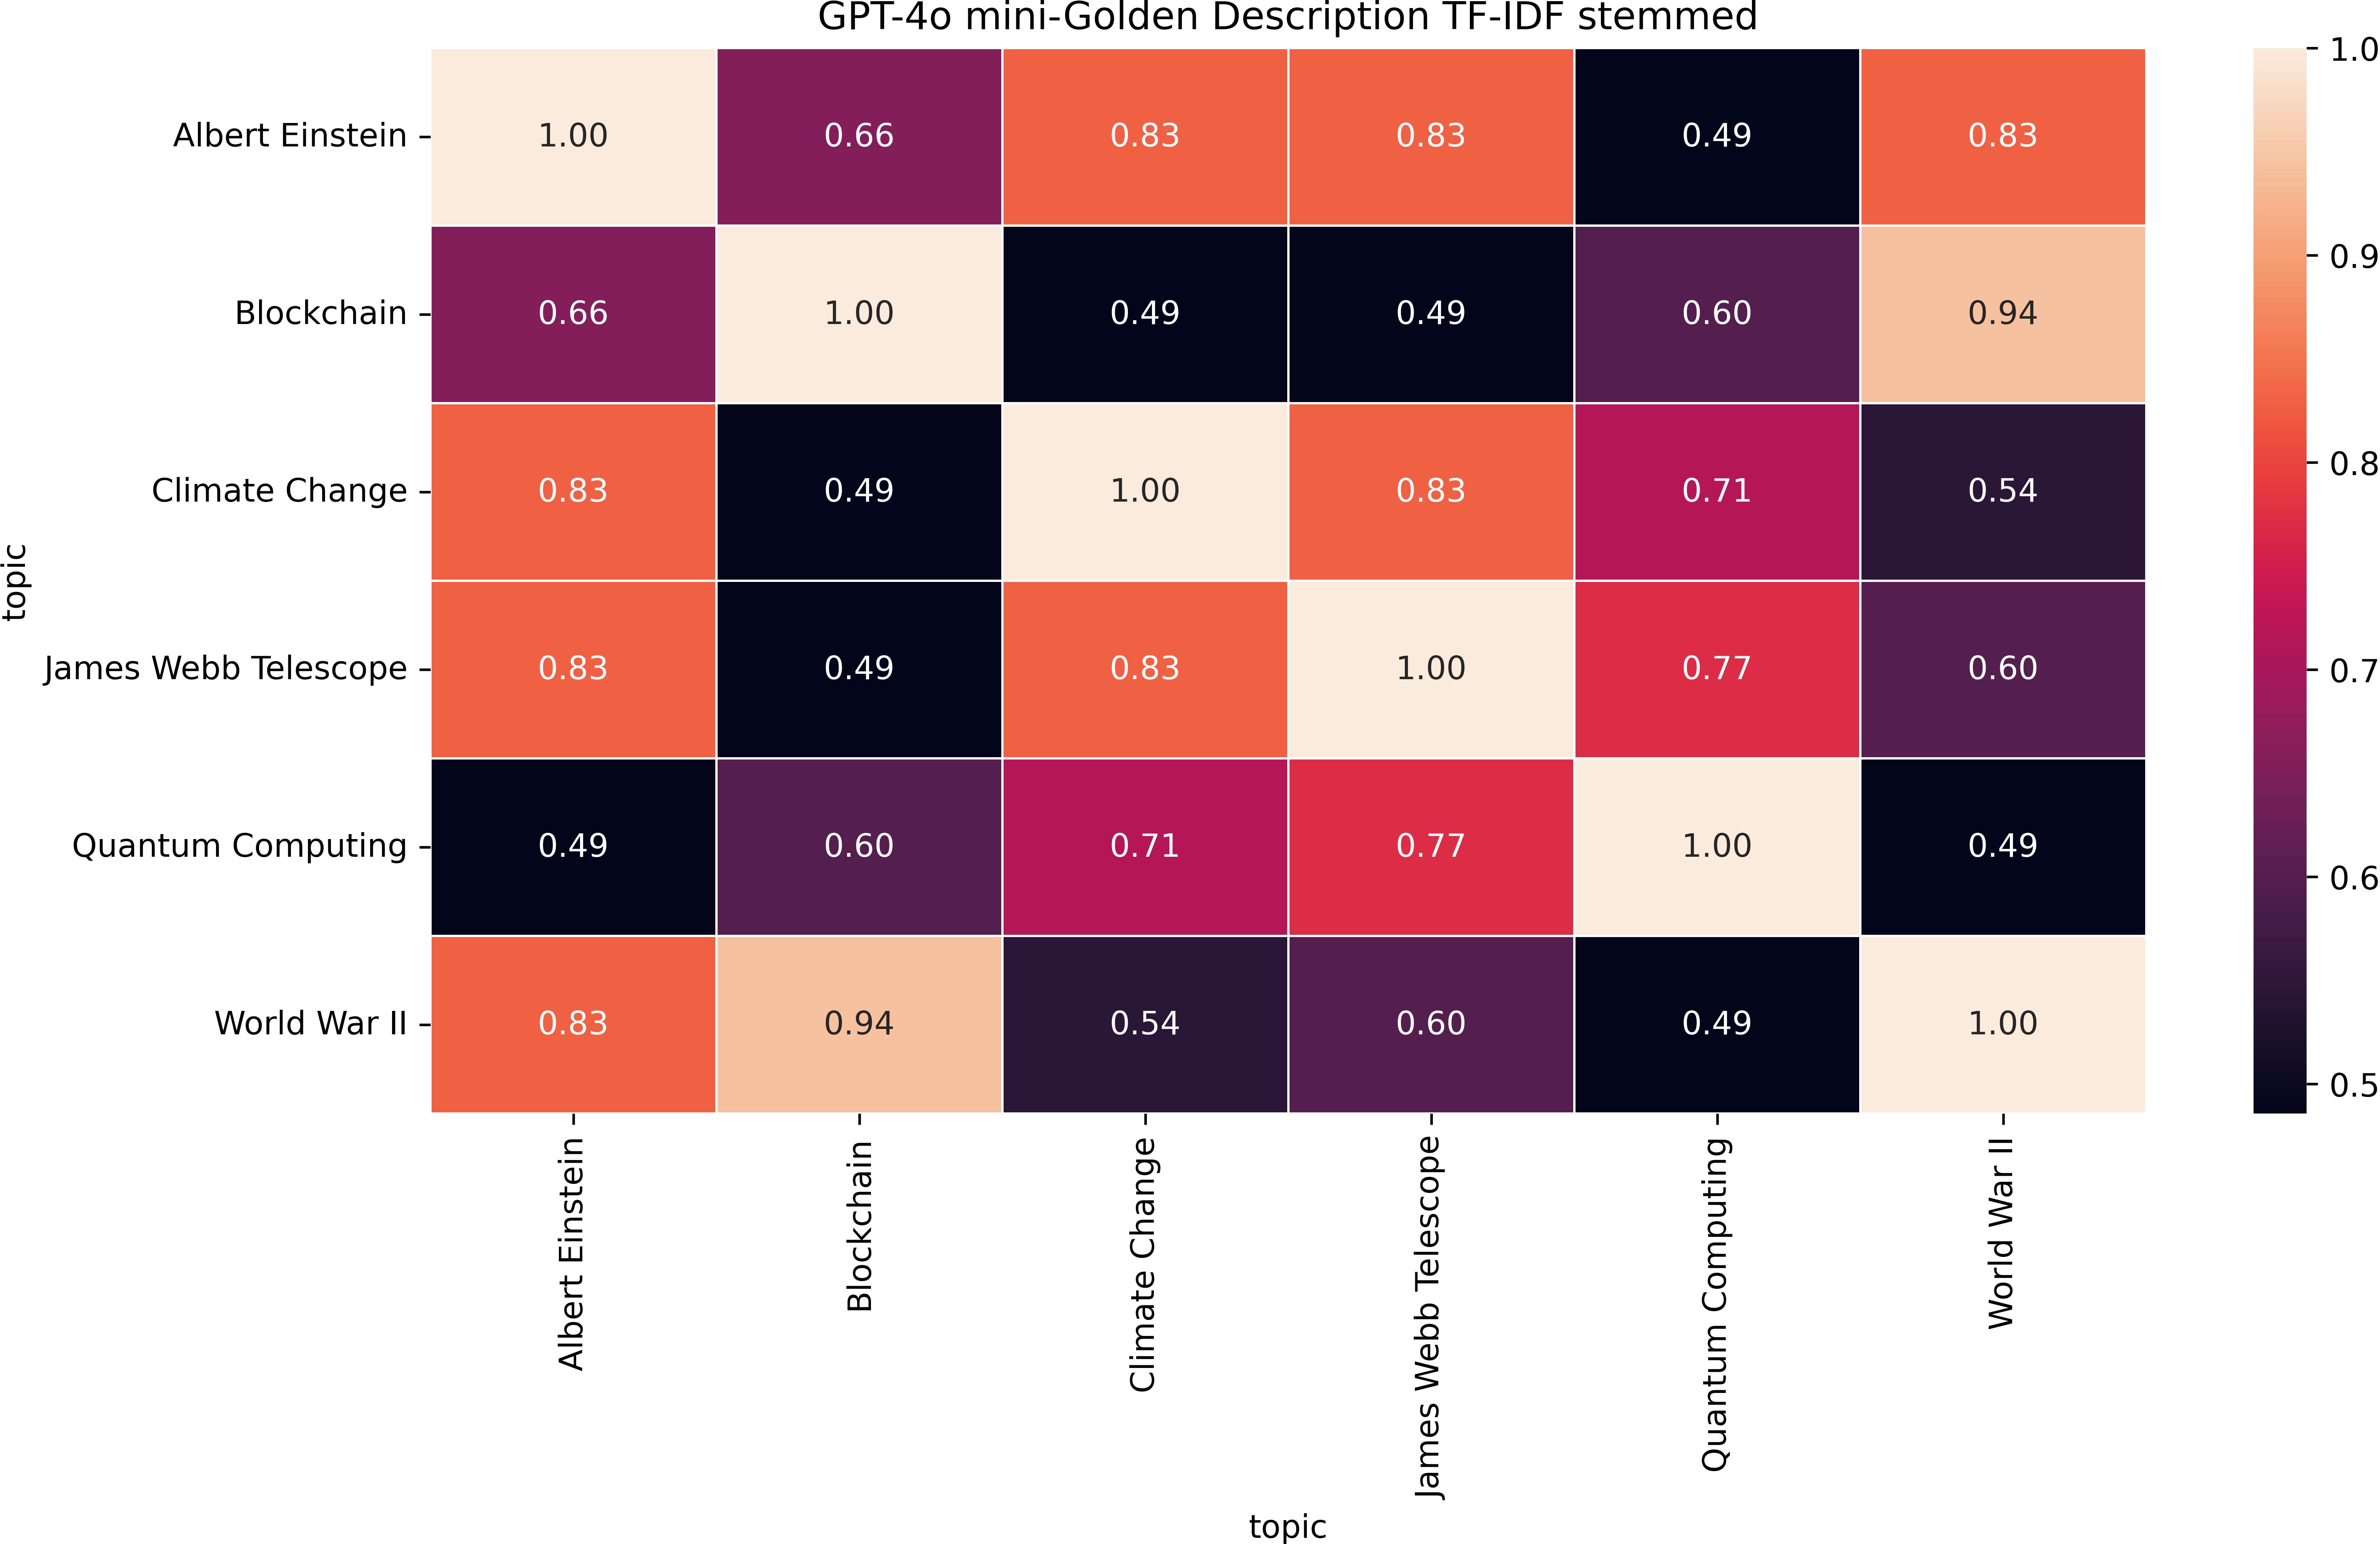 GPT-4o mini-Golden Description TF-IDF stemmed
Albert Einstein 1.00 0.66 0.83 0.83 0.49 0.83
Blockchain 0.66 1.00 0.49 0.49 0.60 0.94
Climate Change 0.83 0.49 1.00 0.83 0.71 0.54
James Webb Telescope 0.83 0.49 0.83 1.00 0.77 0.60
Quantum Computing 0.49 0.60 0.71 0.77 1.00 0.49
World War II 0.83 0.94 0.54 0.60 0.49 1.00
topic
Albert Einstein
Blockchain
Climate Change
James Webb Telescope
Quantum Computing
World War II
topic
1.0
0.9
0.8
0.7
0.6
0.5